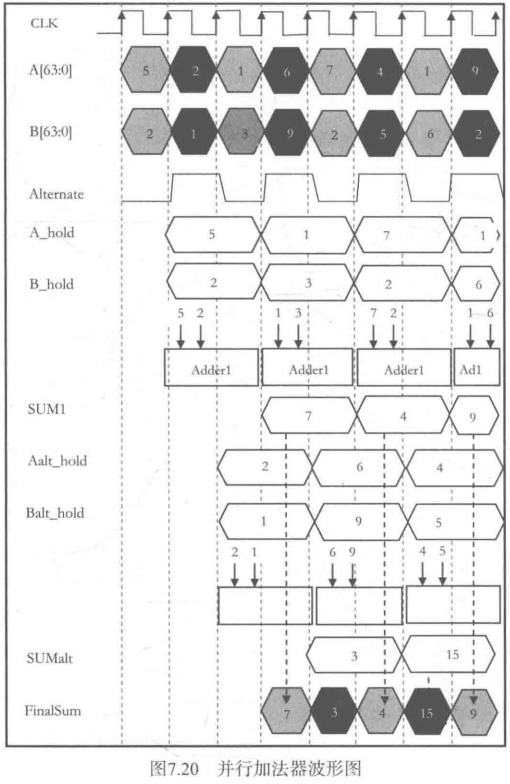 CLK
A[63:0] 5 2 1 6 7 4 1 9
B[63:0] 2 1 3 9 2 5 6 2
Alternate
A_hold 5 1 7 1
B_hold 2 3 2 6
5 2 1 3 7 2 1 6
Adder1 Adder1 Adder1 Ad1
SUM1 7 4 9
Aalt_hold 2 6 4
Balt_hold 1 9 5
2 1 6 9 4 5
SUMalt 3 15
FinalSum 7 3 4 15 9
图7.20 并行加法器波形图